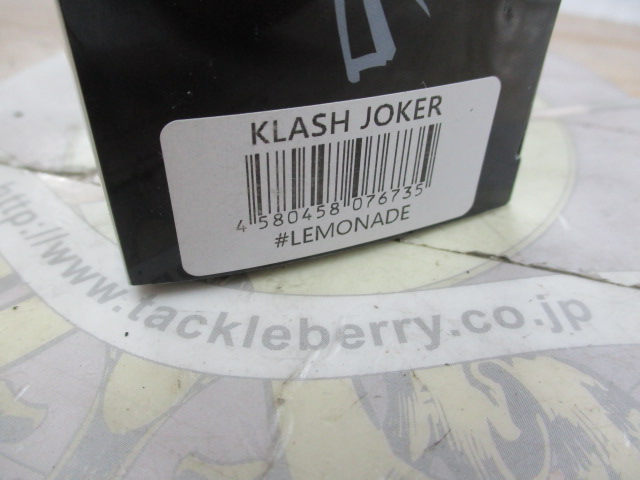 KLASH JOKER
4 580458 076735
#LEMONADE
http://www.tackleberry.co.jp